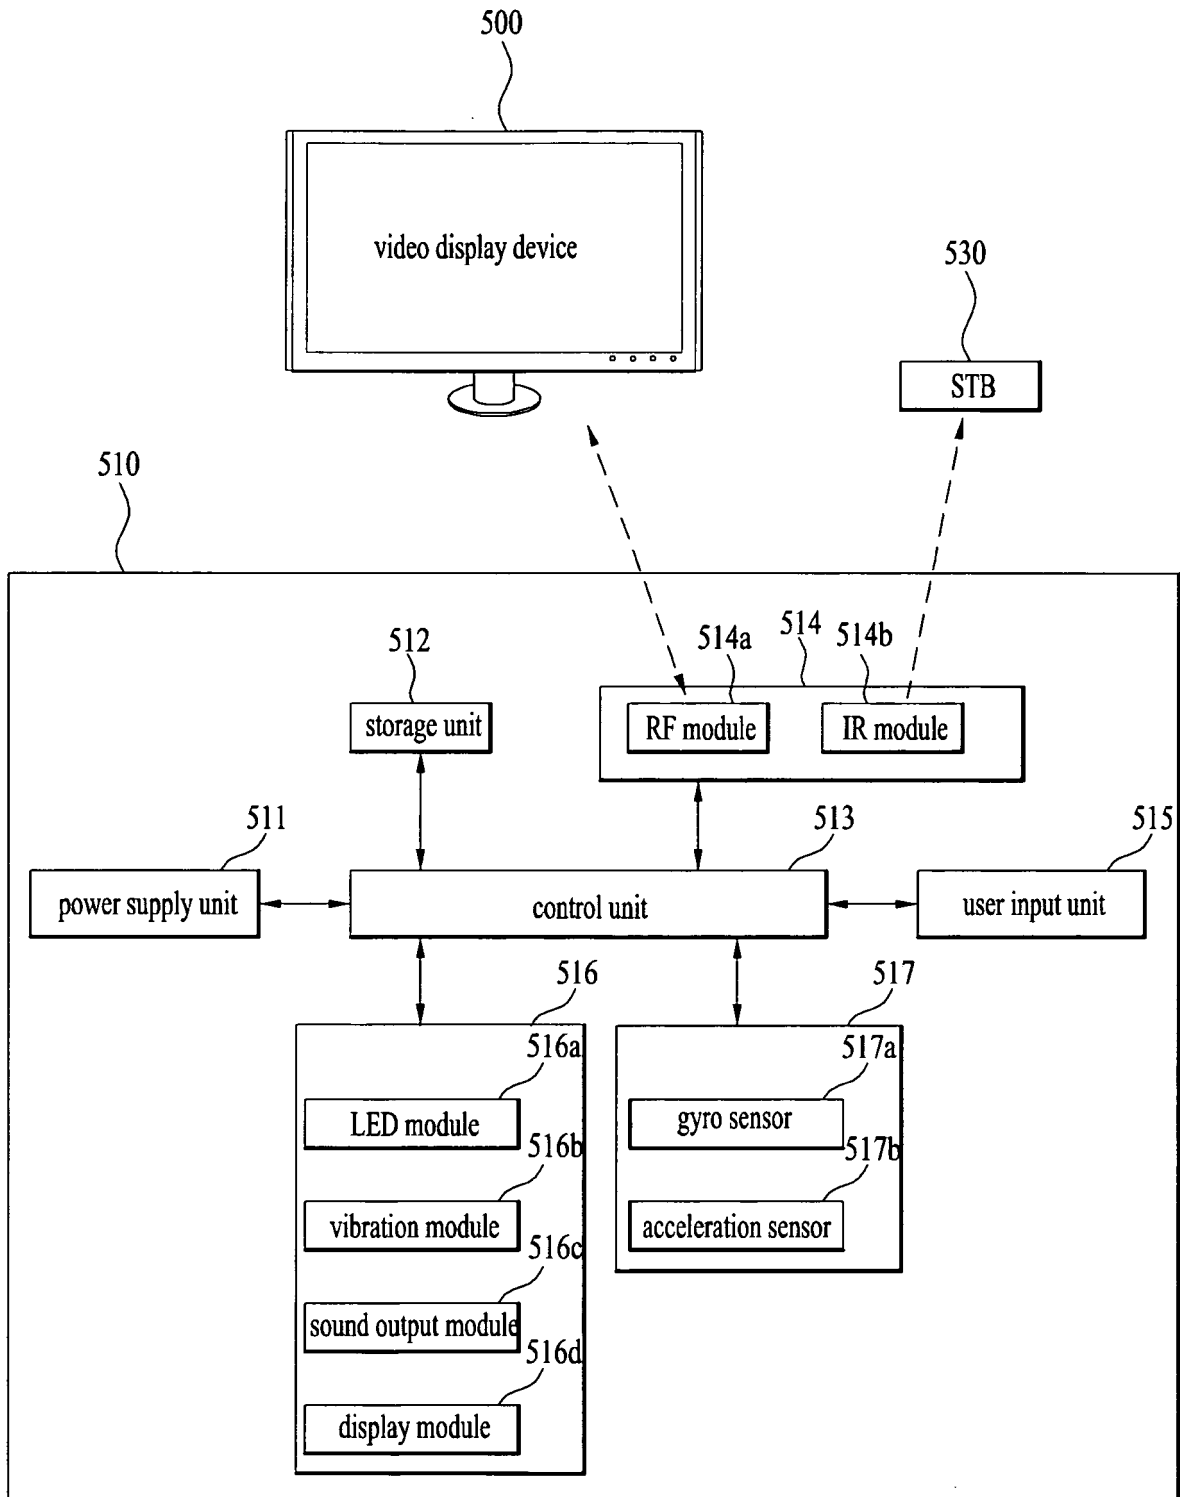 500
video display device
530
STB
510
512
514a
514
514b
storage unit
RF module
IR module
511
513
515
power supply unit
control unit
user input unit
516
517
516a
517a
LED module
gyro sensor
516b
517b
vibration module
acceleration sensor
516c
sound output module
516d
display module